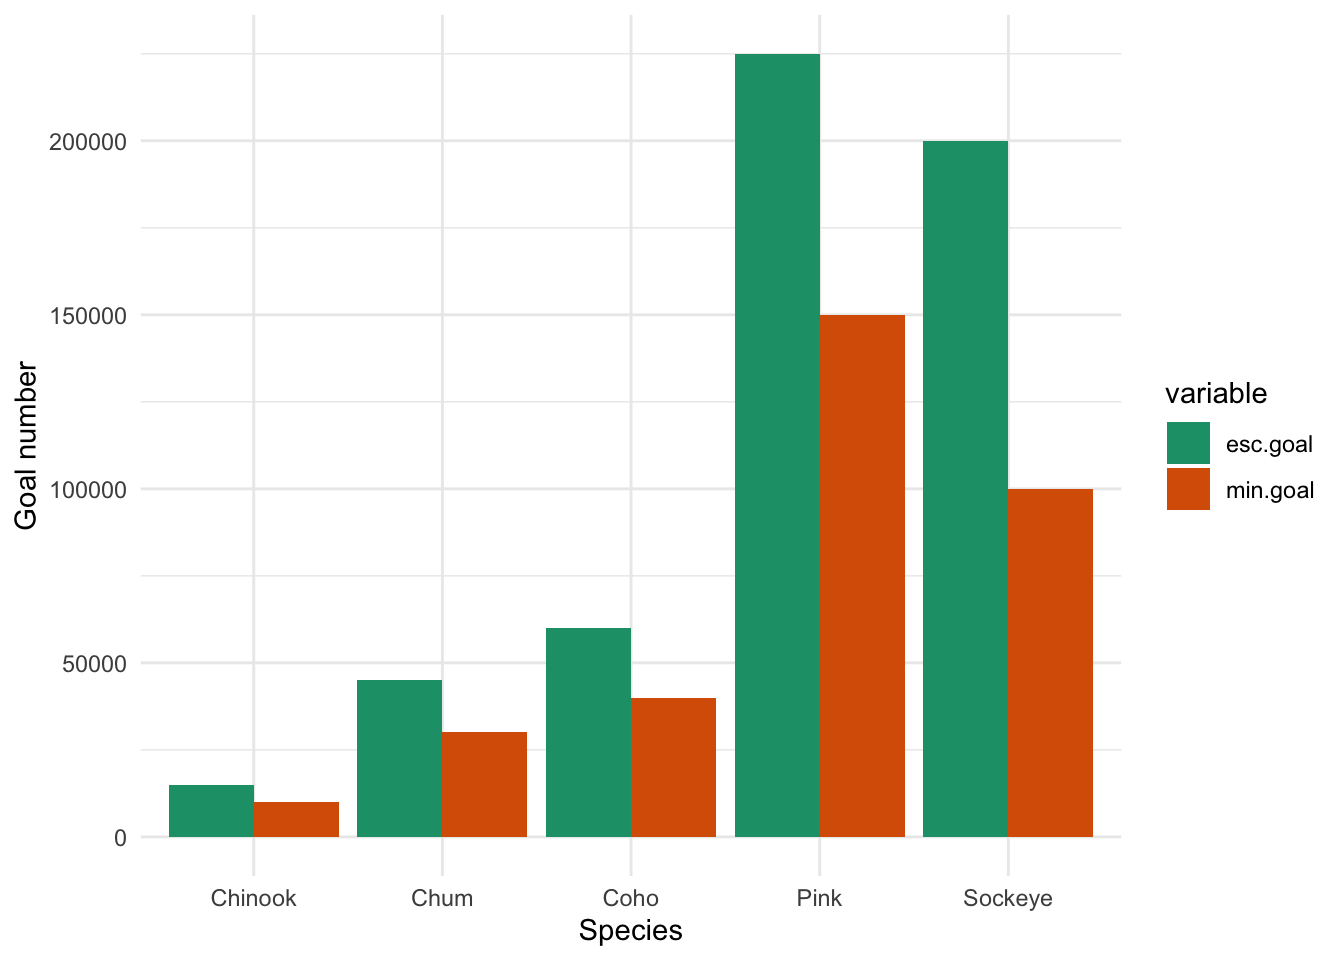 200000
150000
100000
50000
0
Goal number
Chinook Chum Coho Pink Sockeye
Species
variable
esc.goal
min.goal